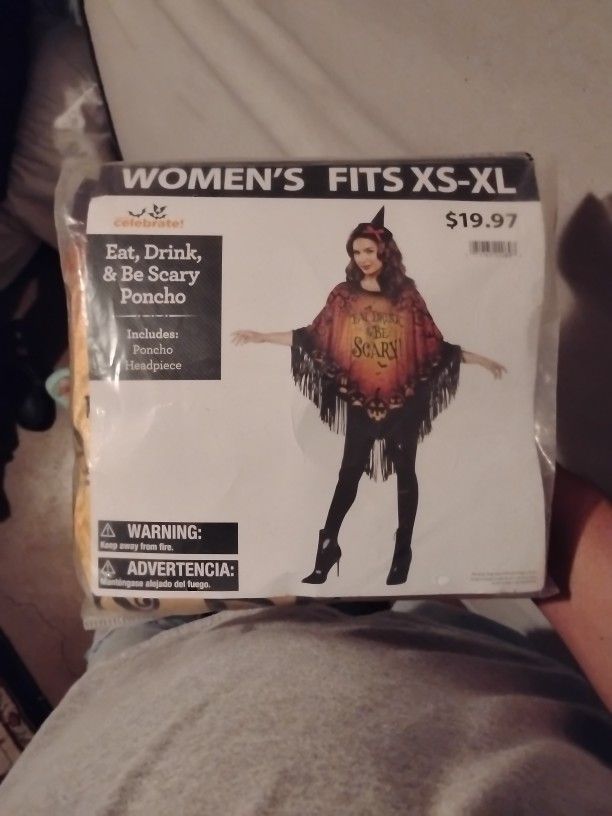 WOMEN'S FITS XS-XL
celebrate!
$19.97
Eat, Drink,
& Be Scary
Poncho
Includes:
Poncho
Headpiece
EAT, DRINK
& BE
SCARY!
WARNING:
Keep away from fire.
ADVERTENCIA:
Manténgase alejado del fuego.